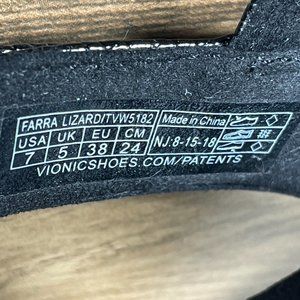 FARRA LIZARD/TVW5182
USA UK EU CM
7 5 38 24
Made in China
NJ:8-15-18
VIONICSHOES.COM/PATENTS